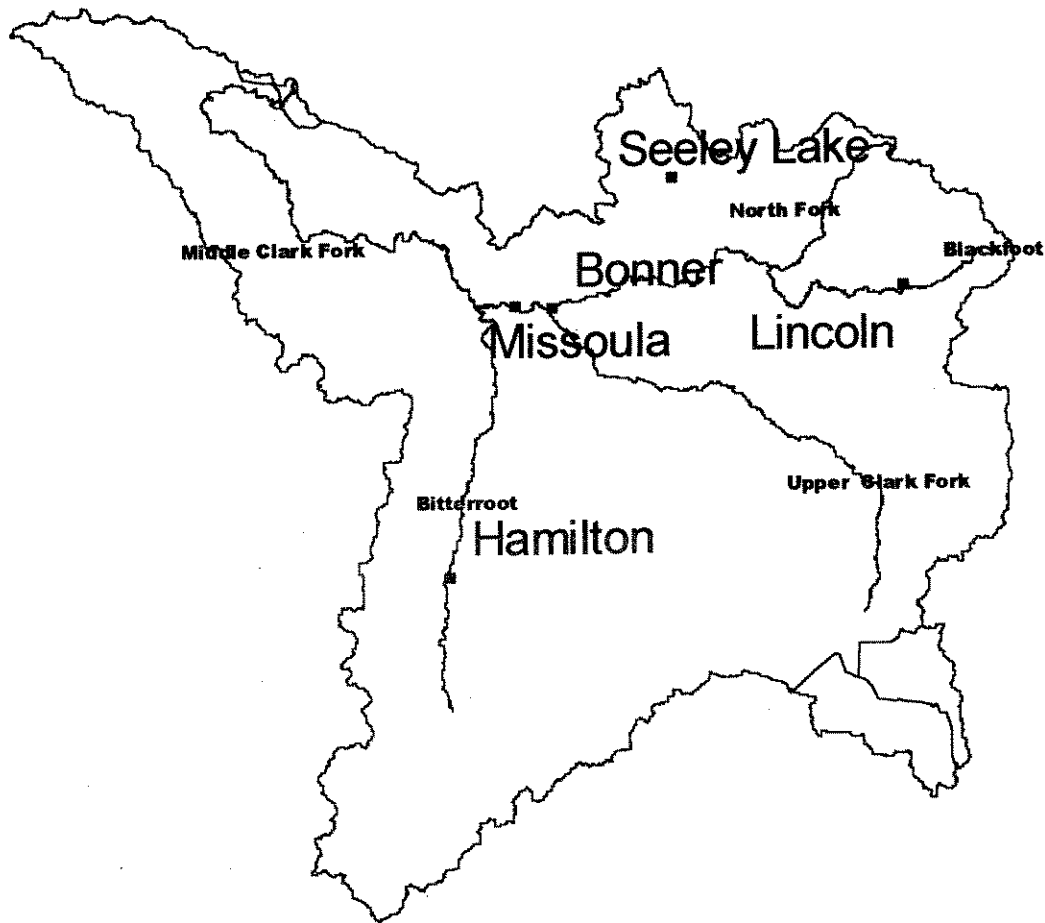 Seeley Lake
North Fork
Middle Clark Fork
Blackfoot
Bonner
Missoula
Lincoln
Upper Clark Fork
Bitterroot
Hamilton